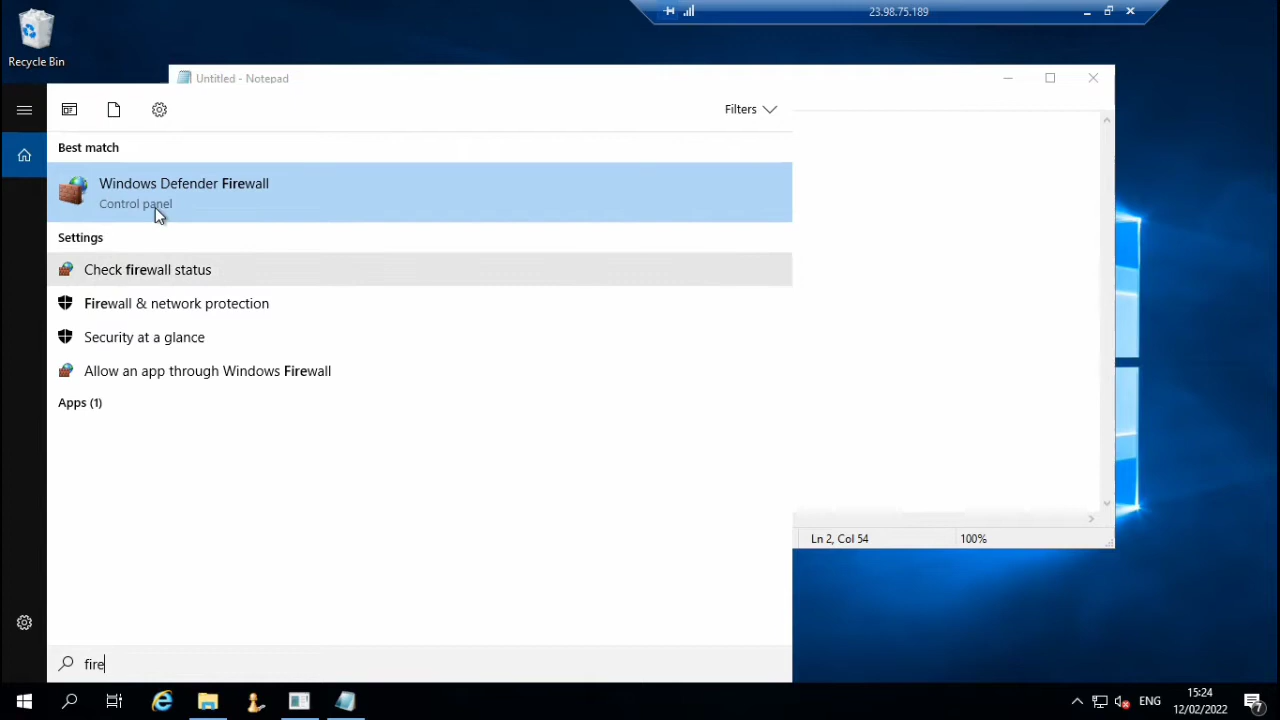 23.98.75.189
Recycle Bin
Untitled - Notepad
Filters
Best match
Windows Defender Firewall
Control panel
Settings
Check firewall status
Firewall & network protection
Security at a glance
Allow an app through Windows Firewall
Apps (1)
Ln 2, Col 54
100%
fire
ENG
15:24
12/02/2022
7